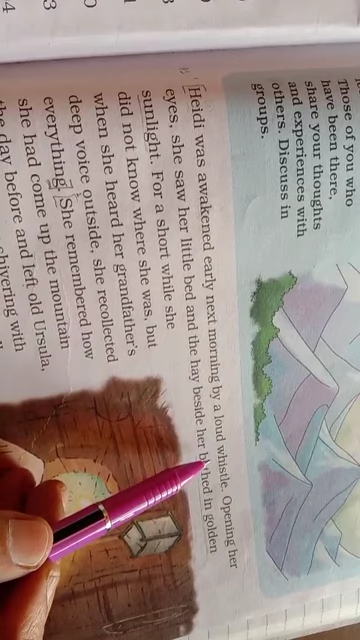 Those of you who
have been there,
share your thoughts
and experiences with
others. Discuss in
groups.
Heidi was awakened early next morning by a loud whistle. Opening her
eyes, she saw her little bed and the hay beside her bathed in golden
sunlight. For a short while she
did not know where she was, but
when she heard her grandfather's
deep voice outside, she recollected
everything. She remembered how
she had come up the mountain
the day before and left old Ursula,
shivering with